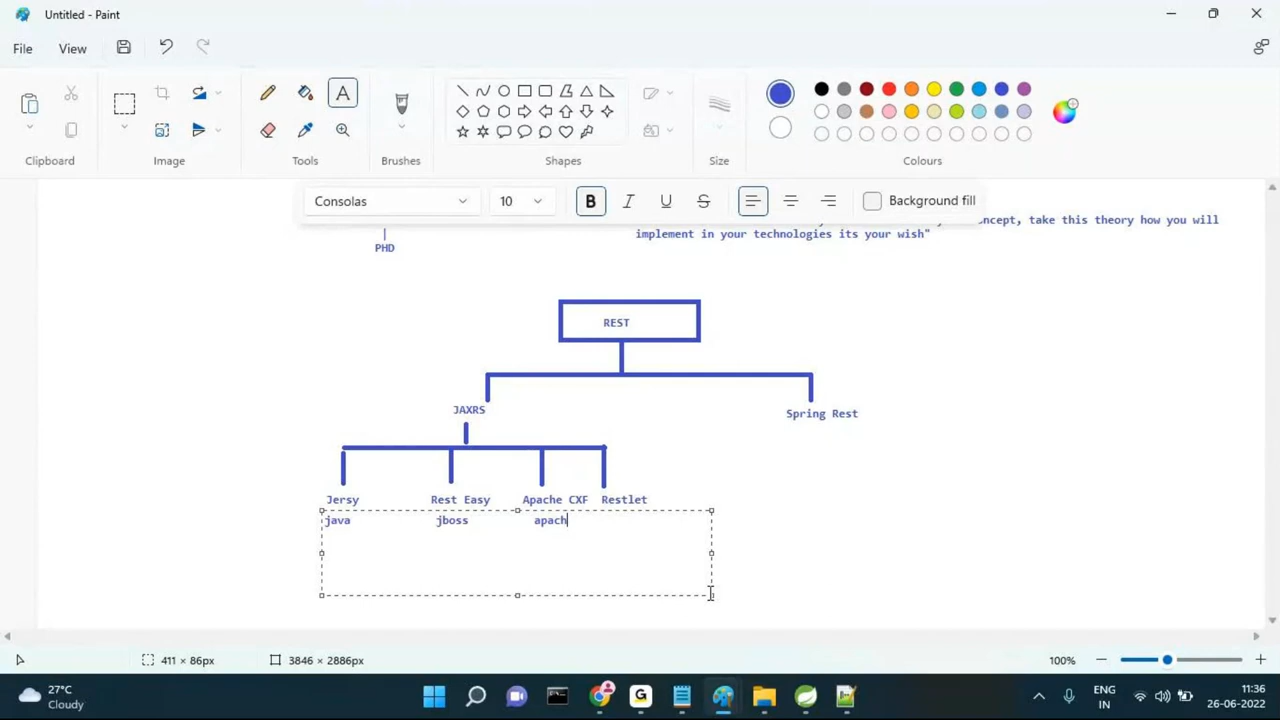 Untitled - Paint
File
View
Clipboard
Image
Tools
Brushes
Shapes
Size
Colours
Consolas
10
B
I
U
S
Background fill
PHD
concept, take this theory how you will
implement in your technologies its your wish"
REST
JAXRS
Spring Rest
Jersy
Rest Easy
Apache CXF
Restlet
java
jboss
apach
411 × 86px
3846 × 2886px
100%
27°C
Cloudy
ENG
IN
11:36
26-06-2022